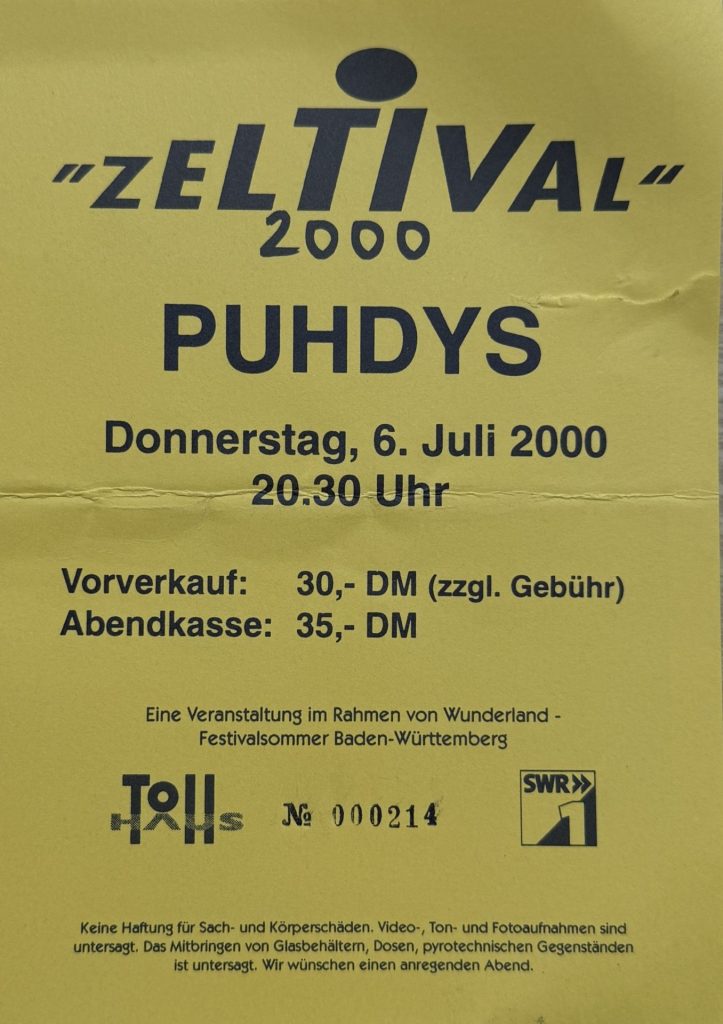 "ZELTIVAL"
2000
PUHDYS
Donnerstag, 6. Juli 2000
20.30 Uhr
Vorverkauf: 30,- DM (zzgl. Gebühr)
Abendkasse: 35,- DM
Eine Veranstaltung im Rahmen von Wunderland -
Festivalsommer Baden-Württemberg
Toll
HAUS
№ 000214
SWR»
1
Keine Haftung für Sach- und Körperschäden. Video-, Ton- und Fotoaufnahmen sind
untersagt. Das Mitbringen von Glasbehältern, Dosen, pyrotechnischen Gegenständen
ist untersagt. Wir wünschen einen anregenden Abend.